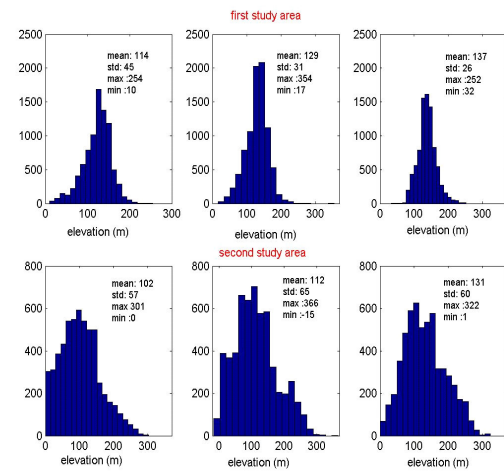 first study area
2500
2000
1500
1000
500
0
0 100 200 300
elevation (m)
mean: 114
std: 45
max :254
min :10
2500
2000
1500
1000
500
0
0 100 200 300
elevation (m)
mean: 129
std: 31
max :354
min :17
2500
2000
1500
1000
500
0
0 100 200 300
elevation (m)
mean: 137
std: 26
max :252
min :32
second study area
800
600
400
200
0
0 100 200 300
elevation (m)
mean: 102
std: 57
max 301
min :0
800
600
400
200
0
0 100 200 300
elevation (m)
mean: 112
std: 65
max :366
min :-15
800
600
400
200
0
0 100 200 300
elevation (m)
mean: 131
std: 60
max :322
min :1